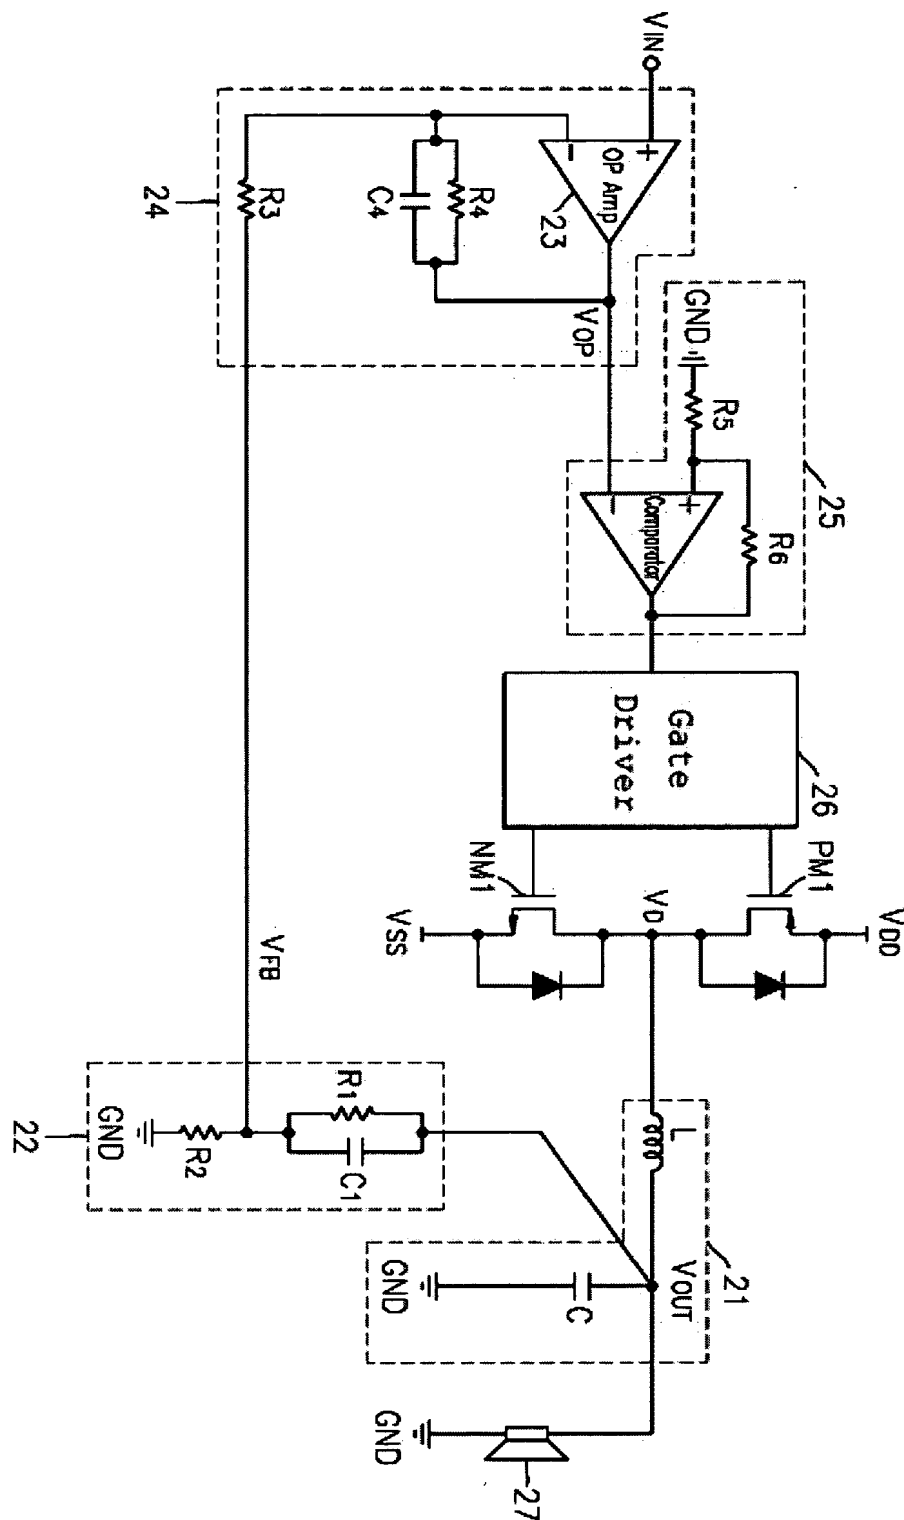 VIN
+
−
OP Amp
23
R4
C4
R3
24
VOP
GND
R5
R6
25
+
−
Comparator
Gate
Driver
26
PM1
NM1
VDD
VD
VSS
VFB
L
21
VOUT
C
GND
R1
C1
R2
GND
22
GND
27